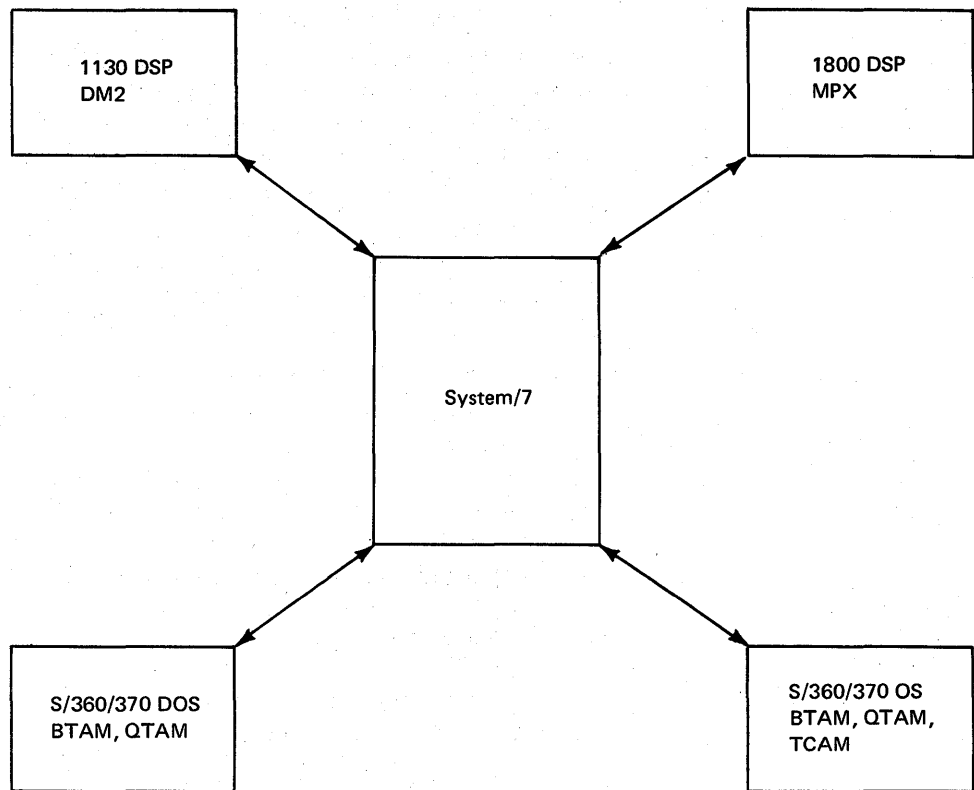 1130 DSP
DM2
1800 DSP
MPX
System/7
S/360/370 DOS
BTAM, QTAM
S/360/370 OS
BTAM, QTAM,
TCAM